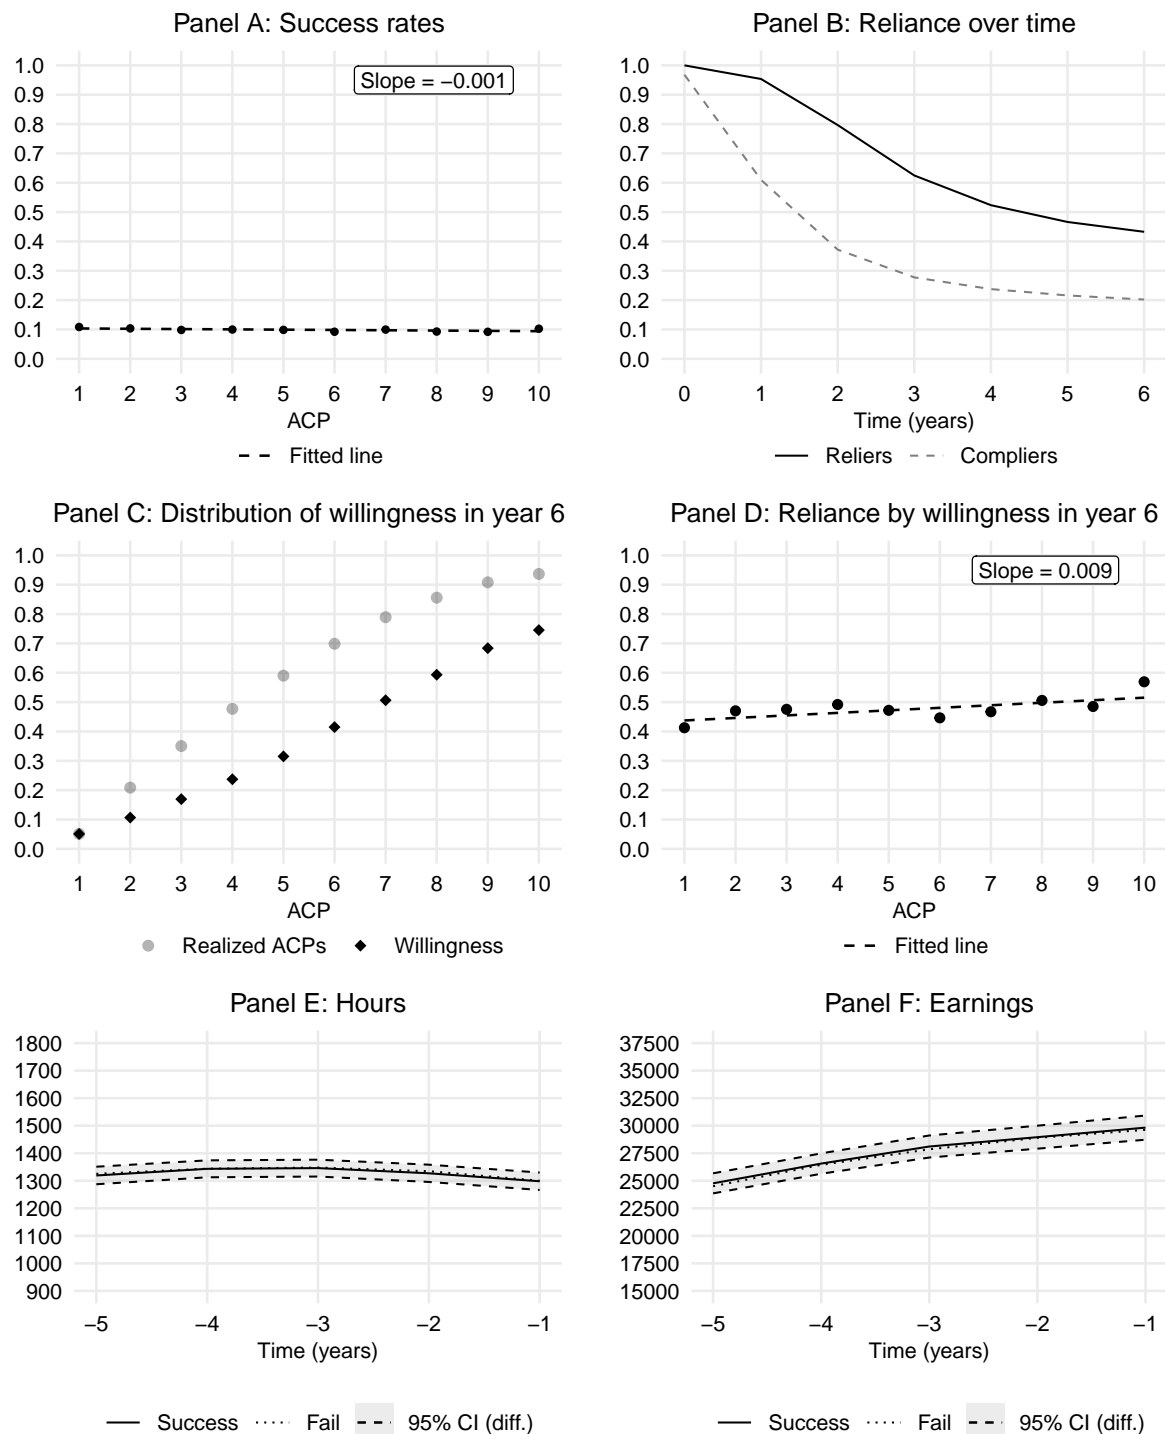 Panel A: Success rates
1.0
0.9
0.8
0.7
0.6
0.5
0.4
0.3
0.2
0.1
0.0
Slope = −0.001
1 2 3 4 5 6 7 8 9 10
ACP
Fitted line
Panel B: Reliance over time
1.0
0.9
0.8
0.7
0.6
0.5
0.4
0.3
0.2
0.1
0.0
0 1 2 3 4 5 6
Time (years)
Reliers Compliers
Panel C: Distribution of willingness in year 6
1.0
0.9
0.8
0.7
0.6
0.5
0.4
0.3
0.2
0.1
0.0
1 2 3 4 5 6 7 8 9 10
ACP
Realized ACPs Willingness
Panel D: Reliance by willingness in year 6
1.0
0.9
0.8
0.7
0.6
0.5
0.4
0.3
0.2
0.1
0.0
Slope = 0.009
1 2 3 4 5 6 7 8 9 10
ACP
Fitted line
Panel E: Hours
1800
1700
1600
1500
1400
1300
1200
1100
1000
900
−5 −4 −3 −2 −1
Time (years)
Success Fail 95% CI (diff.)
Panel F: Earnings
37500
35000
32500
30000
27500
25000
22500
20000
17500
15000
−5 −4 −3 −2 −1
Time (years)
Success Fail 95% CI (diff.)